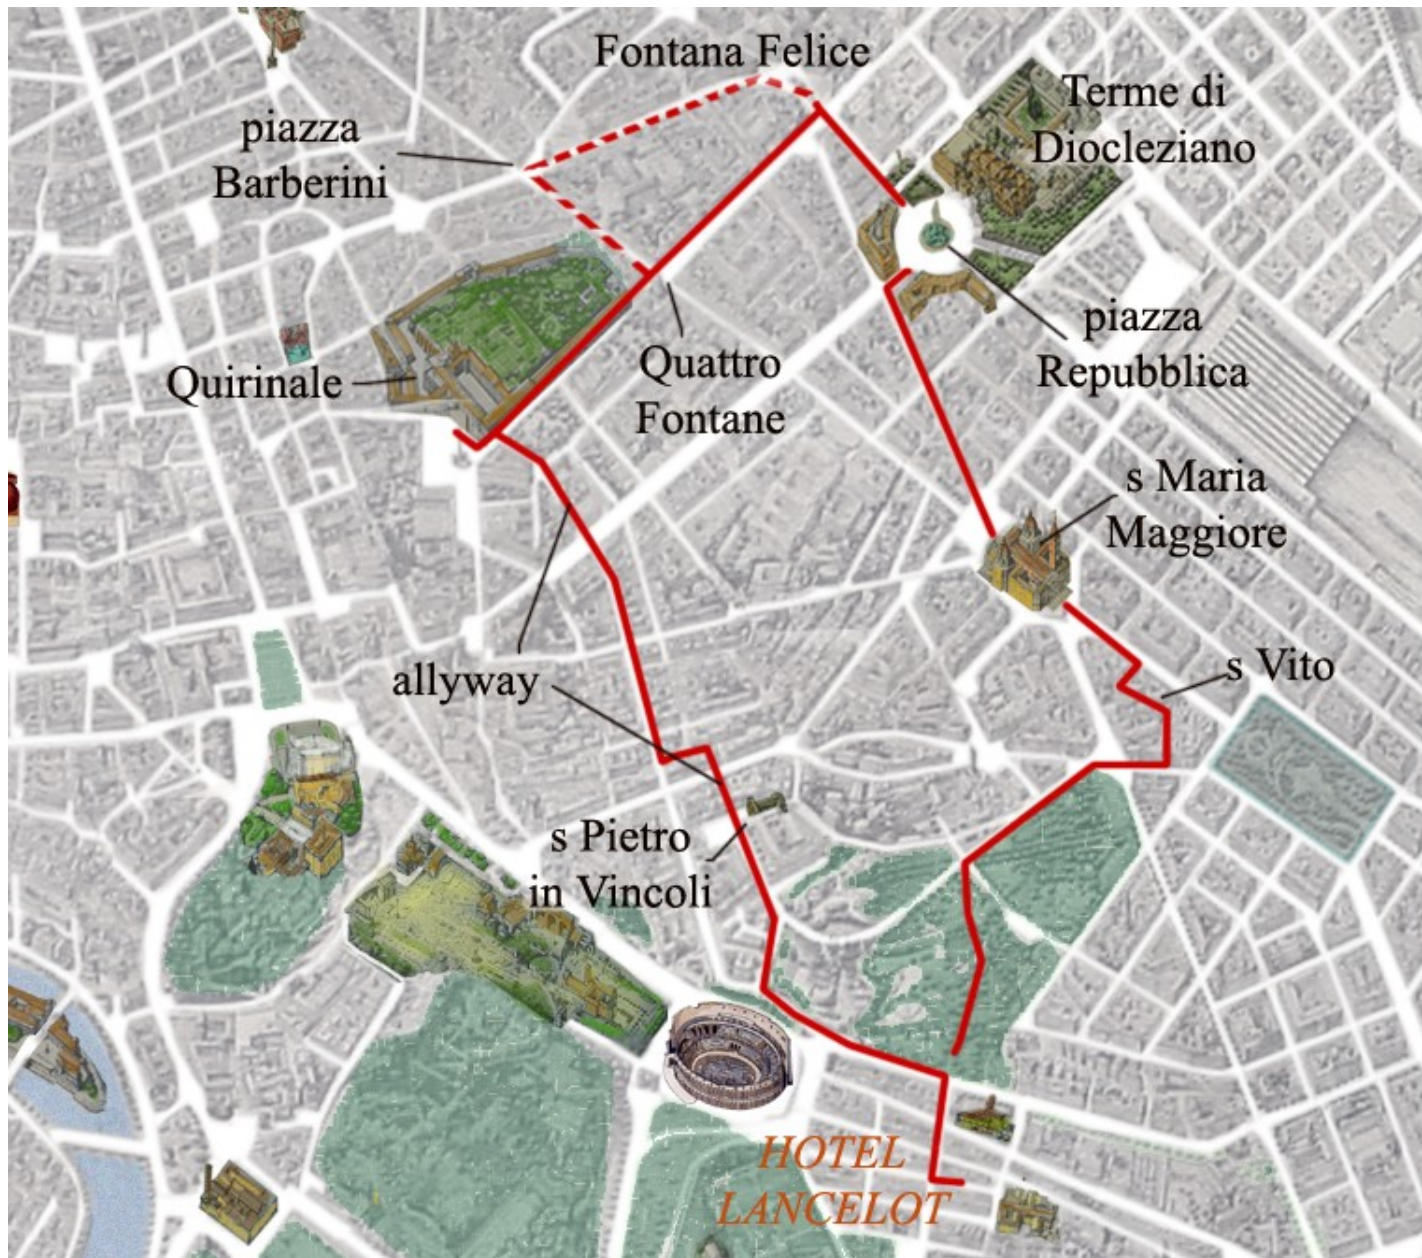 Fontana Felice
piazza
Barberini
Terme di
Diocleziano
piazza
Repubblica
Quirinale
Quattro
Fontane
s Maria
Maggiore
allyway
s Vito
s Pietro
in Vincoli
HOTEL
LANCELOT